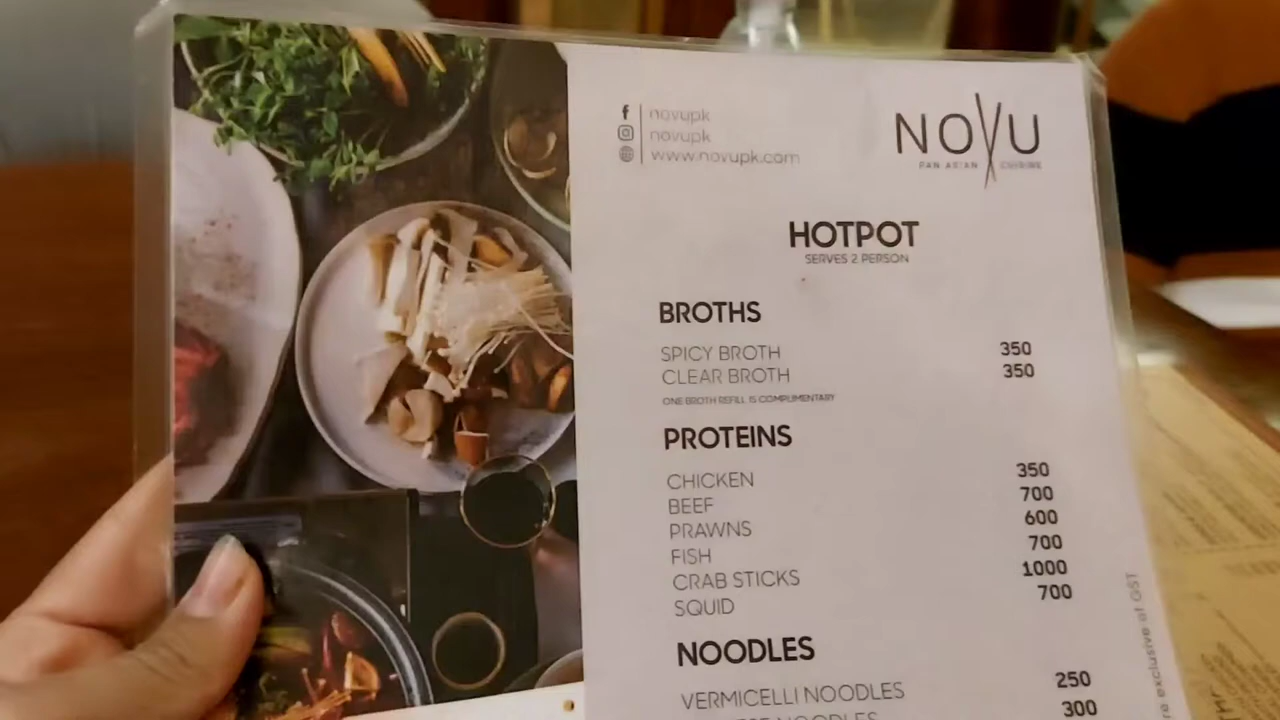 novupk
novupk
www.novupk.com
NOVU
PAN ASIAN CUISINE
HOTPOT
SERVES 2 PERSON
BROTHS
SPICY BROTH 350
CLEAR BROTH 350
ONE BROTH REFILL IS COMPLIMENTARY
PROTEINS
CHICKEN 350
BEEF 700
PRAWNS 600
FISH 700
CRAB STICKS 1000
SQUID 700
NOODLES
VERMICELLI NOODLES 250
NOODLES 300
exclusive of GST